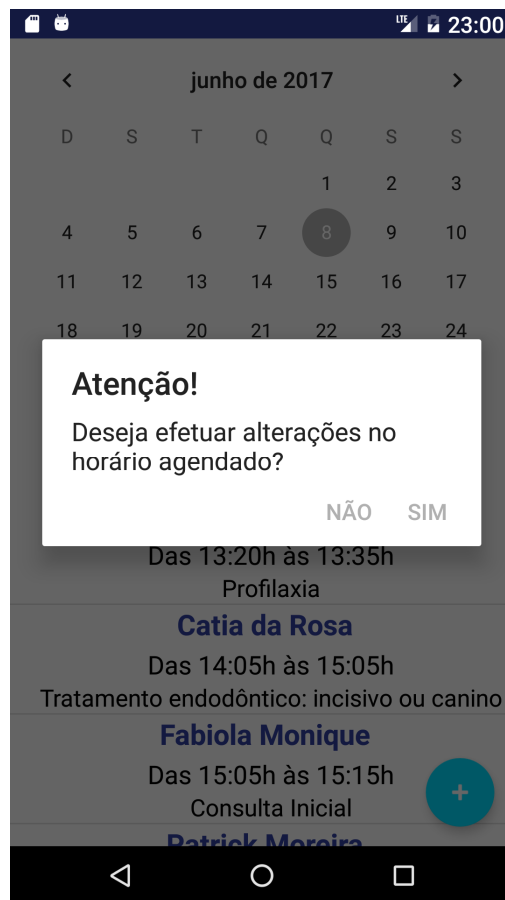 LTE 23:00
junho de 2017
D S T Q Q S S
1 2 3
4 5 6 7 8 9 10
11 12 13 14 15 16 17
18 19 20 21 22 23 24
Atenção!
Deseja efetuar alterações no
horário agendado?
NÃO SIM
Das 13:20h às 13:35h
Profilaxia
Catia da Rosa
Das 14:05h às 15:05h
Tratamento endodôntico: incisivo ou canino
Fabiola Monique
Das 15:05h às 15:15h
Consulta Inicial
+
Patrick Moreira